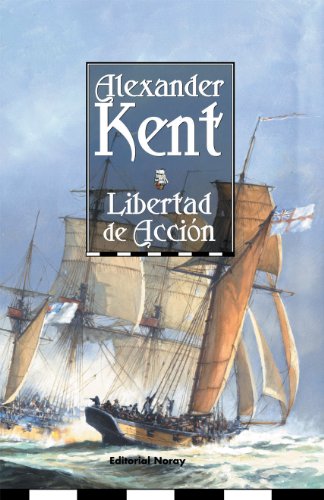 Alexander
Kent
Libertad
de Acción
Editorial Noray